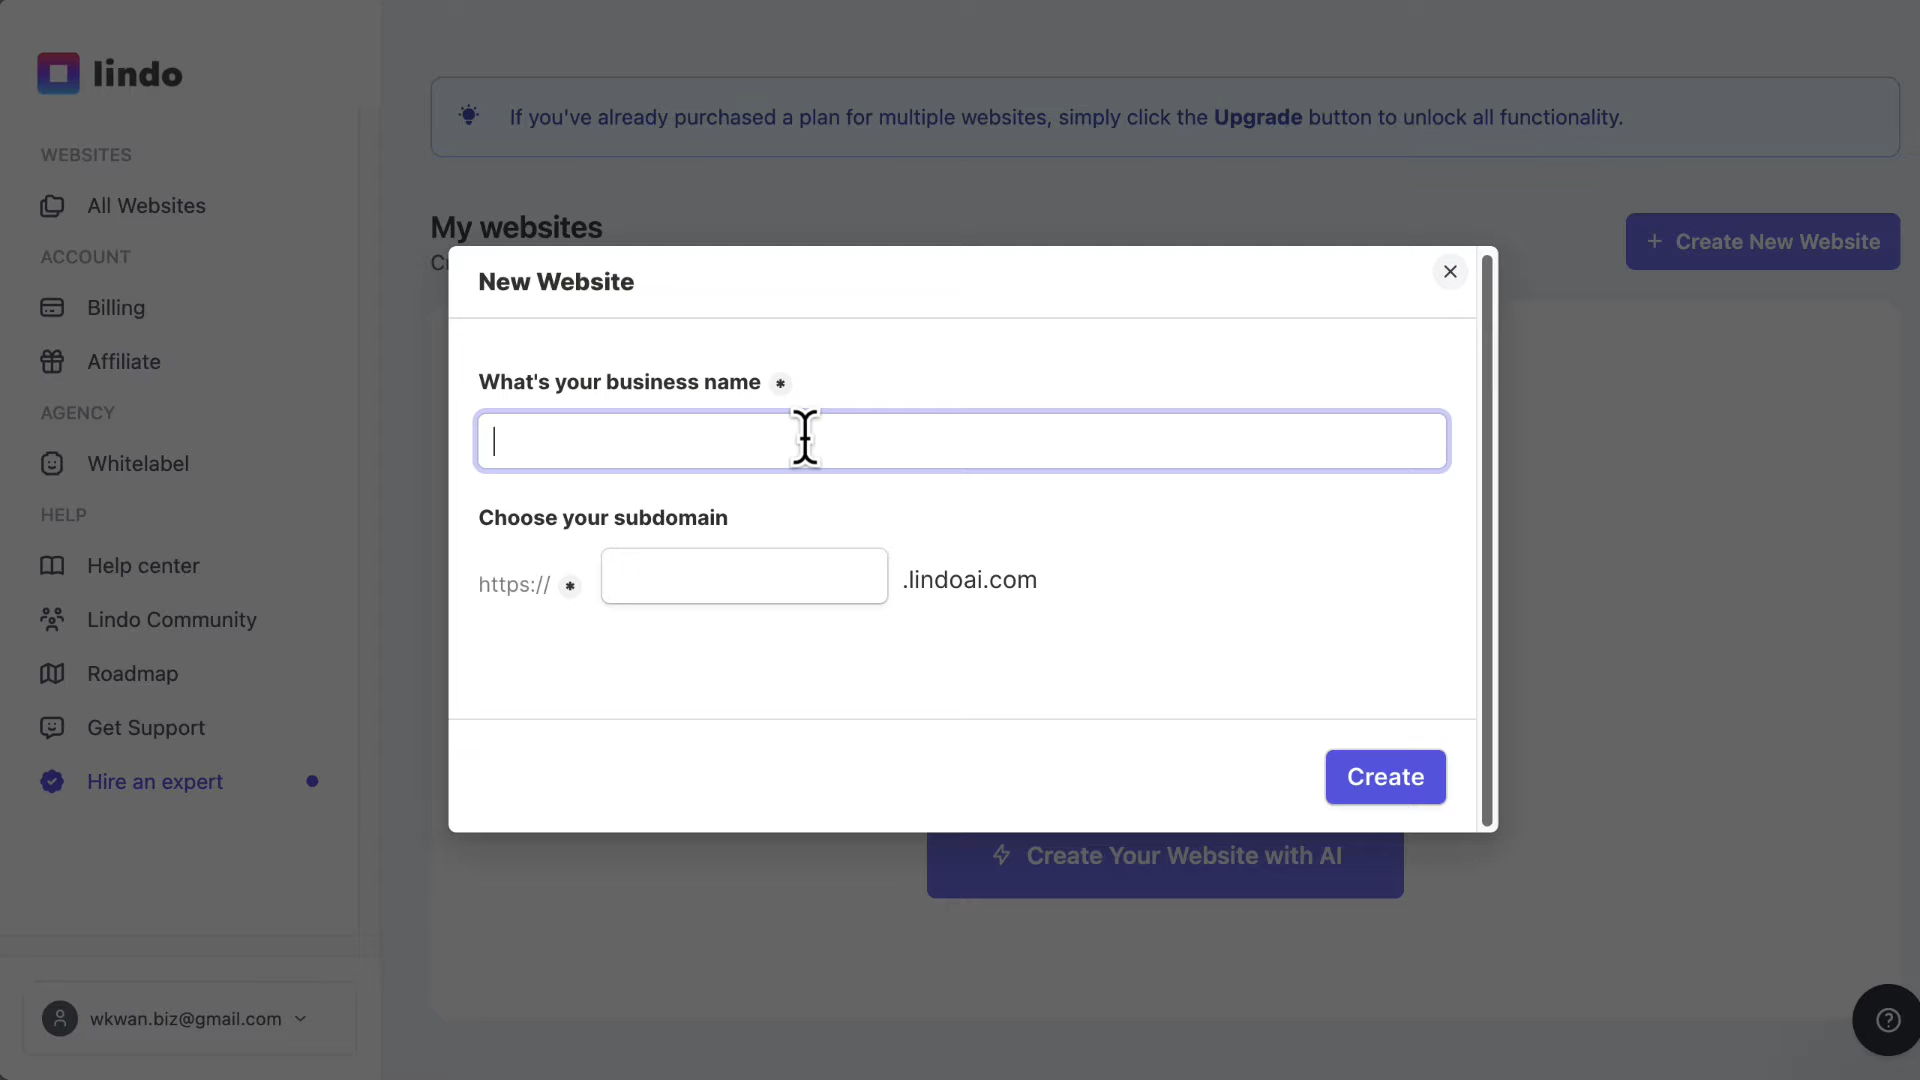 lindo
WEBSITES
All Websites
ACCOUNT
Billing
Affiliate
AGENCY
Whitelabel
HELP
Help center
Lindo Community
Roadmap
Get Support
Hire an expert
wkwan.biz@gmail.com
If you've already purchased a plan for multiple websites, simply click the Upgrade button to unlock all functionality.
My websites
Cr
+ Create New Website
New Website
What's your business name *
Choose your subdomain
https:// * .lindoai.com
Create
Create Your Website with AI